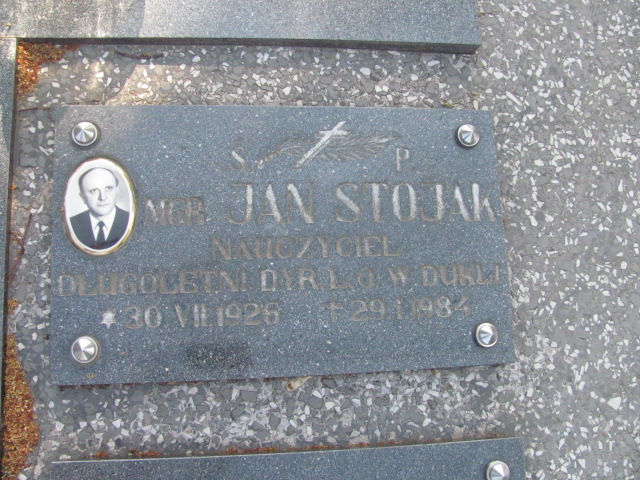 Ś. P.
MGR JAN STOJAK
NAUCZYCIEL
DŁUGOLETNI DYR. L.O. W DUKLI
* 30.VII.1926 † 29.I.1984